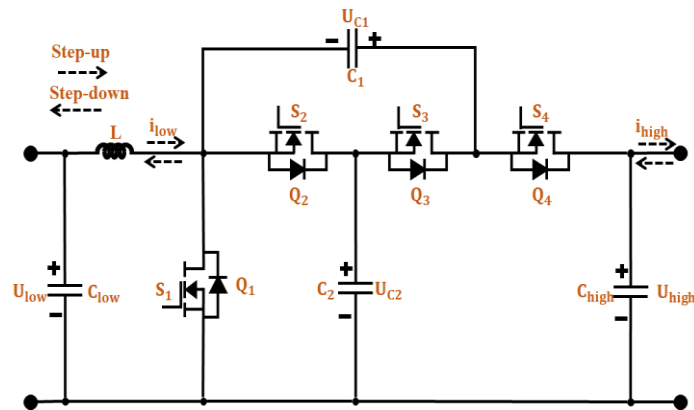 U_C1
C_1
Step-up
Step-down
L
i_low
S_2
S_3
S_4
i_high
Q_2
Q_3
Q_4
S_1
Q_1
U_low
C_low
C_2
U_C2
C_high
U_high